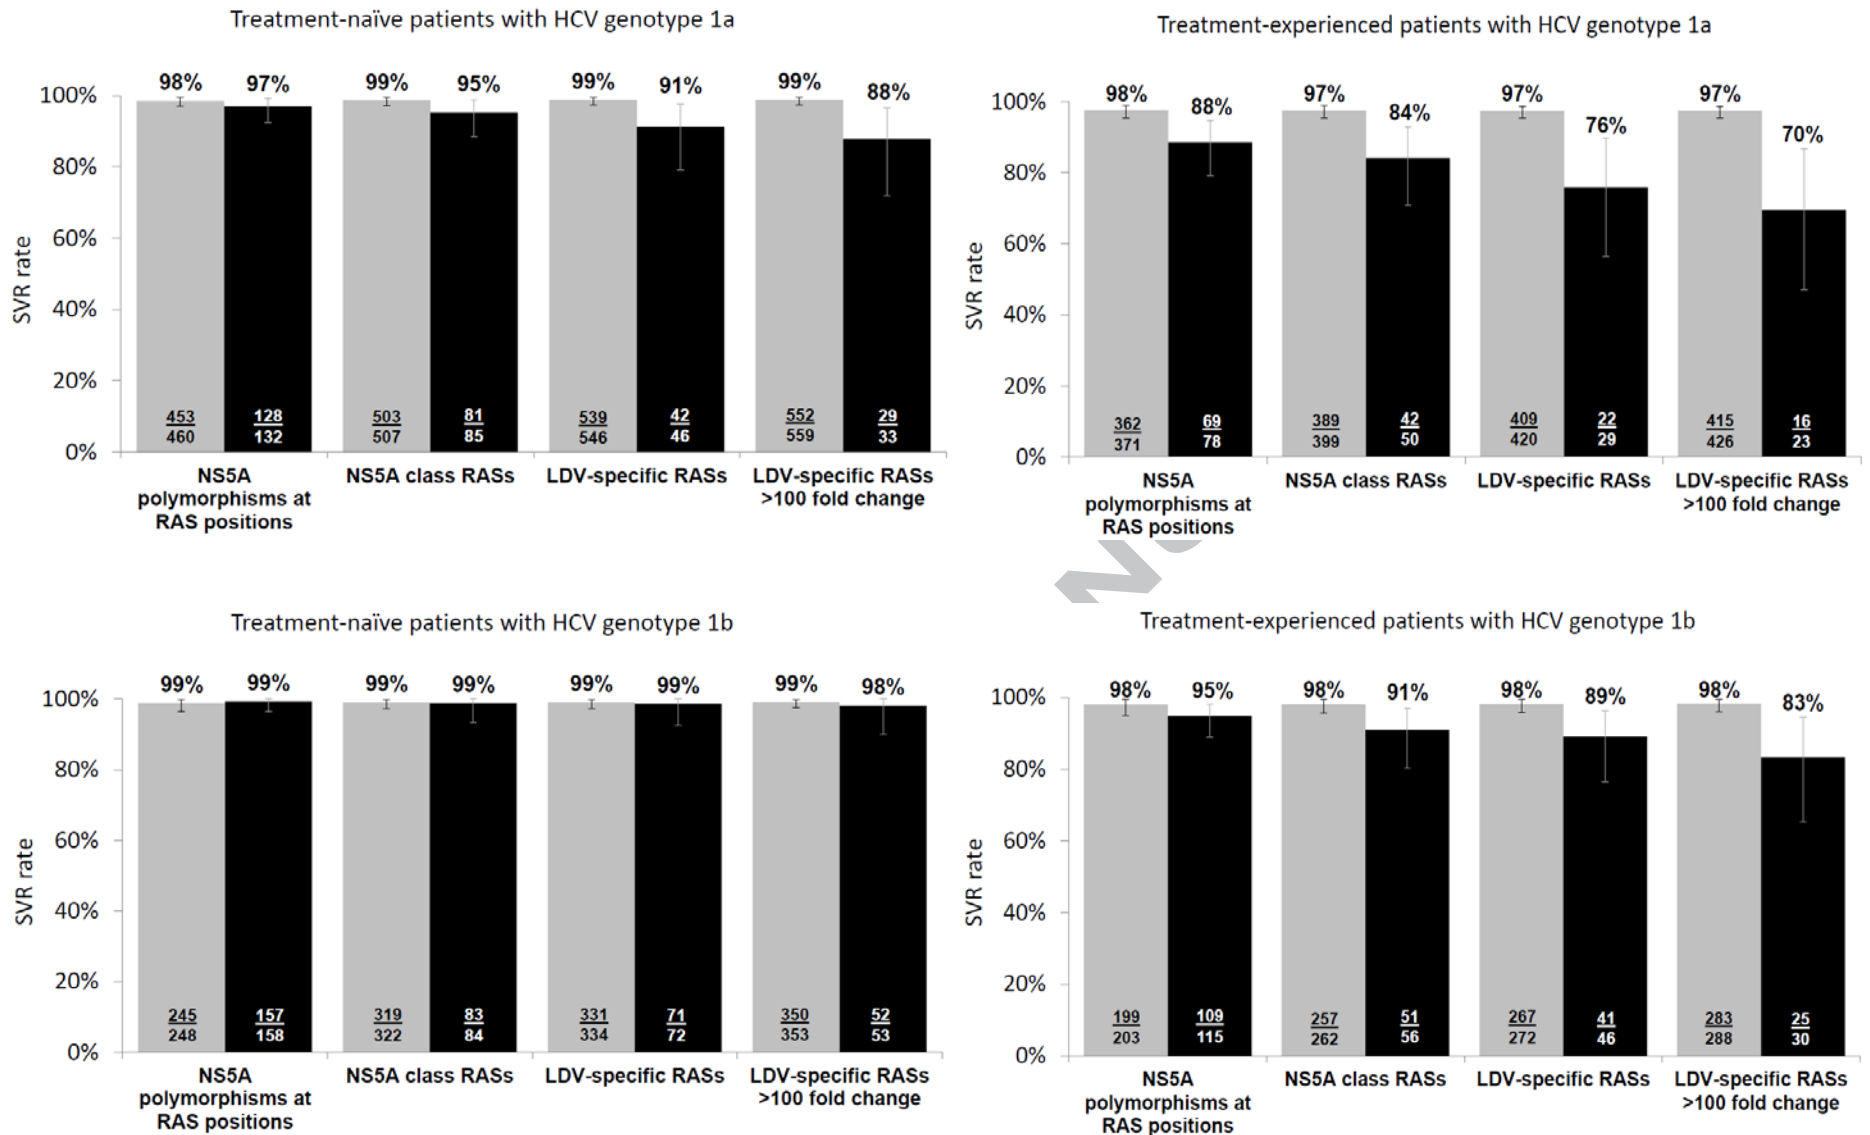 Treatment-naïve patients with HCV genotype 1a
98% 97% 99% 95% 99% 91% 99% 88%
100%
80%
60%
40%
20%
0%
SVR rate
453 128 503 81 539 42 552 29
460 132 507 85 546 46 559 33
NS5A polymorphisms at RAS positions
NS5A class RASs
LDV-specific RASs
LDV-specific RASs >100 fold change
Treatment-experienced patients with HCV genotype 1a
98% 88% 97% 84% 97% 76% 97% 70%
100%
80%
60%
40%
20%
0%
SVR rate
362 69 389 42 409 22 415 16
371 78 399 50 420 29 426 23
NS5A
polymorphisms at
RAS positions
NS5A class RASs
LDV-specific RASs
LDV-specific RASs
>100 fold change
Treatment-naïve patients with HCV genotype 1b
99% 99% 99% 99% 99% 99% 99% 98%
100%
80%
60%
40%
20%
0%
SVR rate
245 157 319 83 331 71 350 52
248 158 322 84 334 72 353 53
NS5A
polymorphisms at
RAS positions
NS5A class RASs
LDV-specific RASs
LDV-specific RASs
>100 fold change
Treatment-experienced patients with HCV genotype 1b
98% 95% 98% 91% 98% 89% 98% 83%
100%
80%
60%
40%
20%
0%
SVR rate
199 109 257 51 267 41 283 25
203 115 262 56 272 46 288 30
NS5A
polymorphisms at
RAS positions
NS5A class RASs
LDV-specific RASs
LDV-specific RASs
>100 fold change